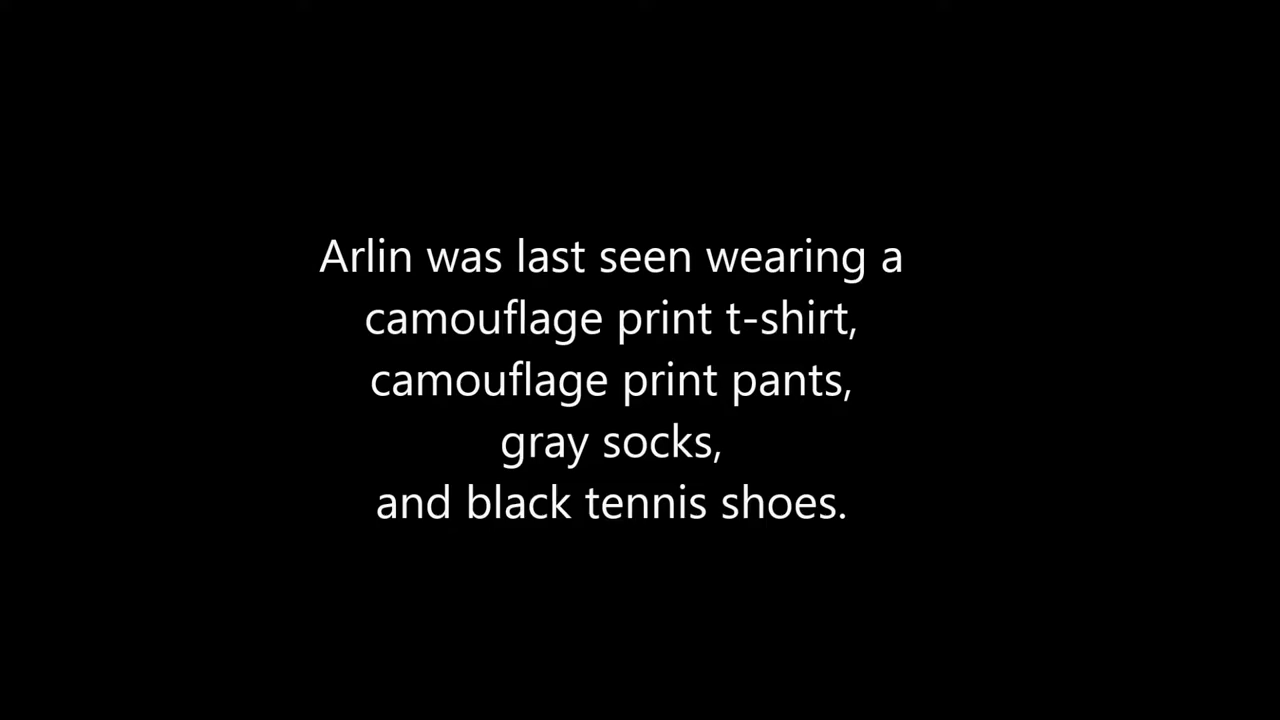 Arlin was last seen wearing a
camouflage print t-shirt,
camouflage print pants,
gray socks,
and black tennis shoes.